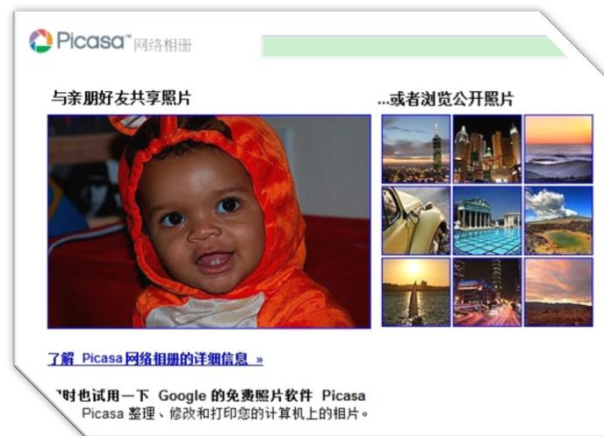 Picasa™ 网络相册
与亲朋好友共享照片
...或者浏览公开照片
了解 Picasa 网络相册的详细信息 »
时也试用一下 Google 的免费照片软件 Picasa
Picasa 整理、修改和打印您的计算机上的相片。